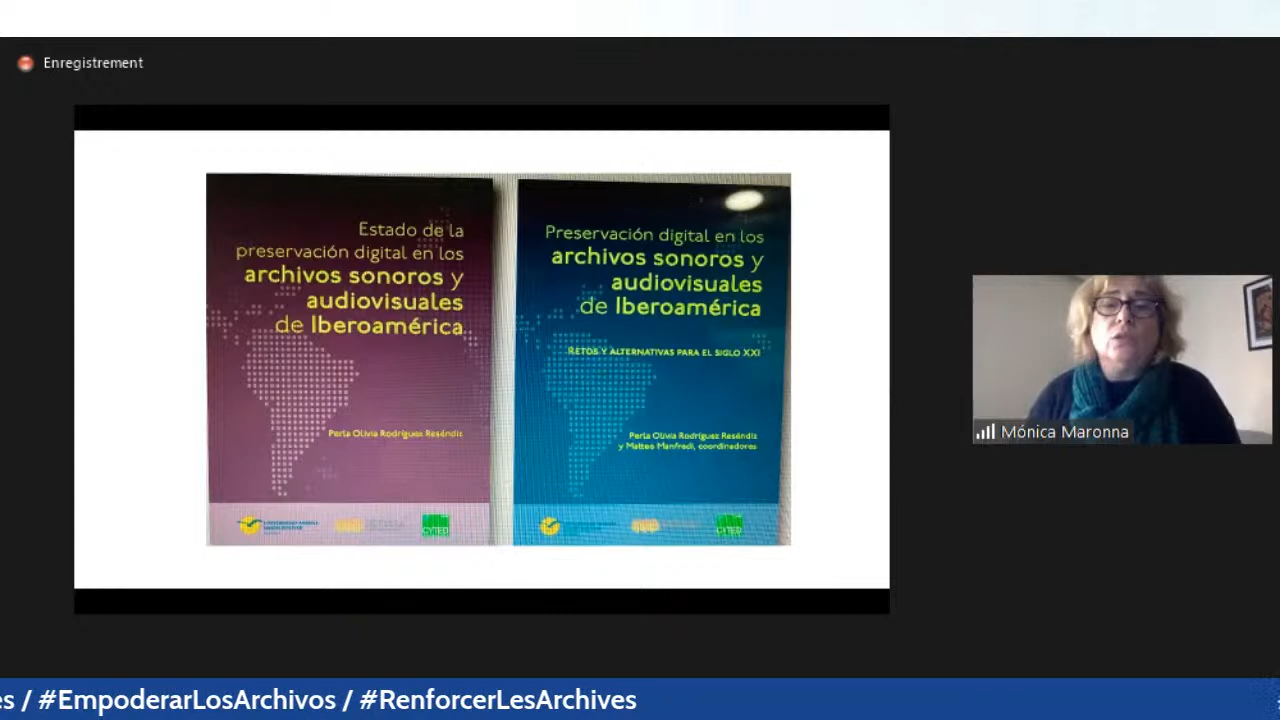 Enregistrement
Estado de la
preservación digital en los
archivos sonoros y
audiovisuales
de Iberoamérica
Perla Olivia Rodríguez Reséndiz
CYTED
Preservación digital en los
archivos sonoros y
audiovisuales
de Iberoamérica
RETOS Y ALTERNATIVAS PARA EL SIGLO XXI
Perla Olivia Rodríguez Reséndiz
y Matteo Manfredi, coordinadores
CYTED
Mónica Maronna
es / #EmpoderarLosArchivos / #RenforcerLesArchives